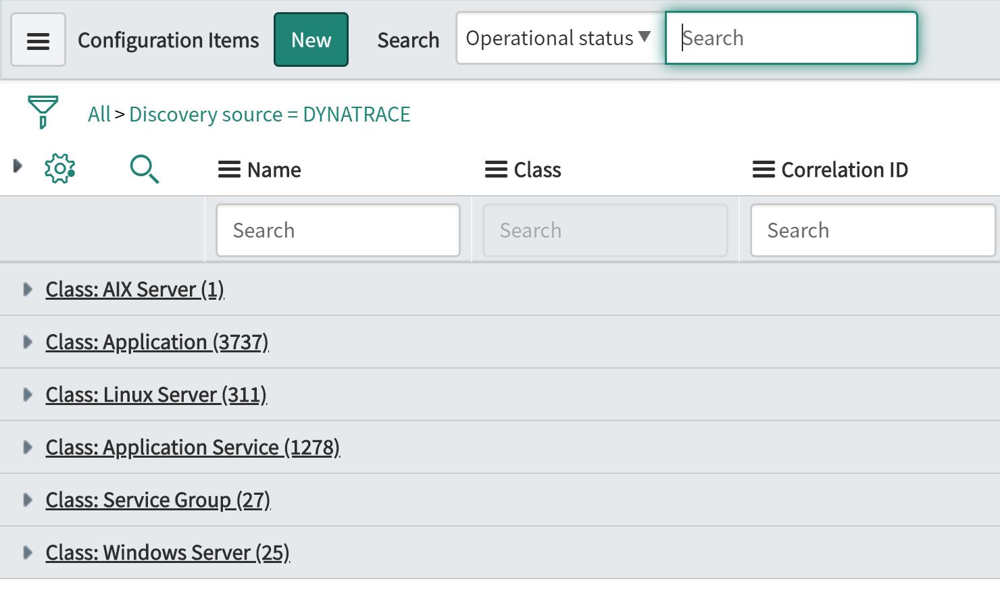 Configuration Items New Search Operational status ▼ Search
All > Discovery source = DYNATRACE
Name Class Correlation ID
Search Search Search
Class: AIX Server (1)
Class: Application (3737)
Class: Linux Server (311)
Class: Application Service (1278)
Class: Service Group (27)
Class: Windows Server (25)